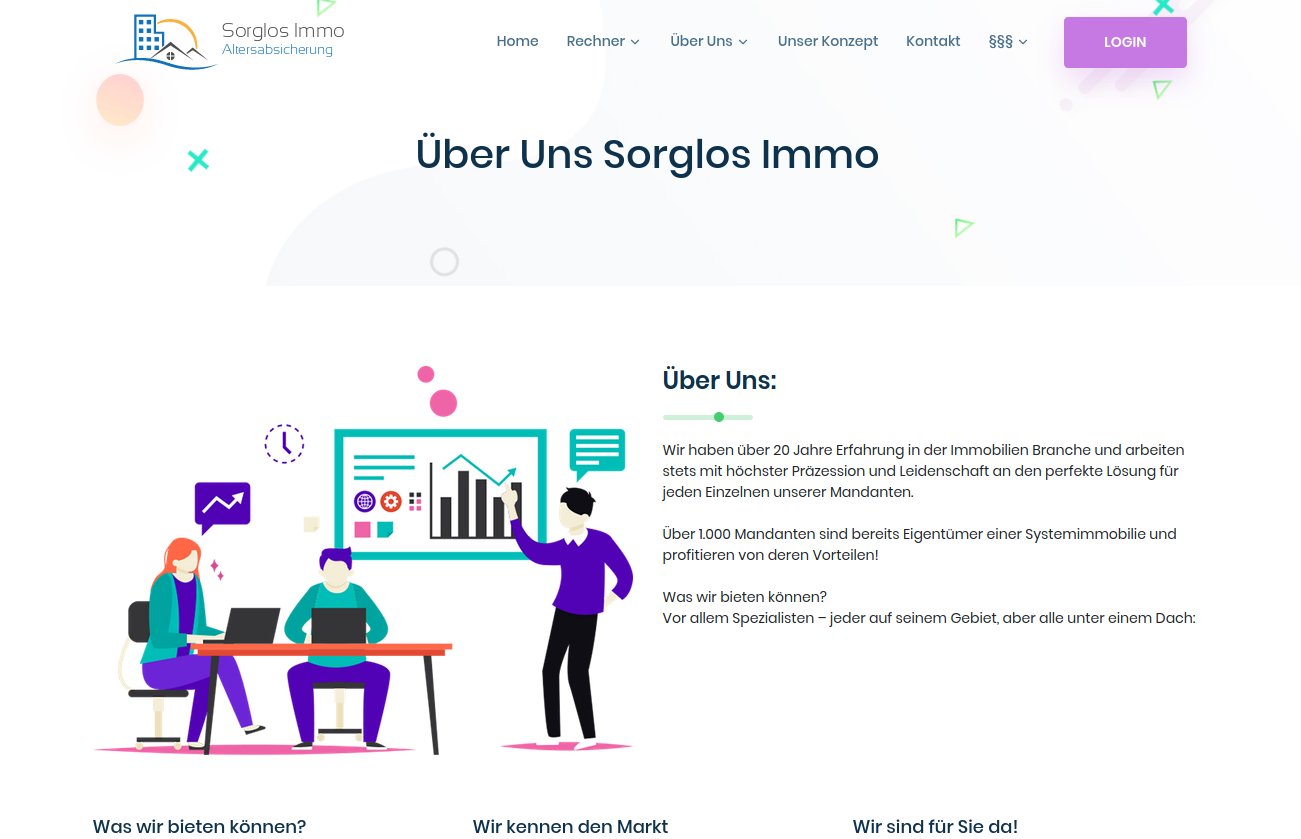 Sorglos Immo
Altersabsicherung
Home Rechner Über Uns Unser Konzept Kontakt §§§ LOGIN
Über Uns Sorglos Immo
Über Uns:
Wir haben über 20 Jahre Erfahrung in der Immobilien Branche und arbeiten
stets mit höchster Präzession und Leidenschaft an den perfekte Lösung für
jeden Einzelnen unserer Mandanten.
Über 1.000 Mandanten sind bereits Eigentümer einer Systemimmobilie und
profitieren von deren Vorteilen!
Was wir bieten können?
Vor allem Spezialisten – jeder auf seinem Gebiet, aber alle unter einem Dach:
Was wir bieten können?
Wir kennen den Markt
Wir sind für Sie da!